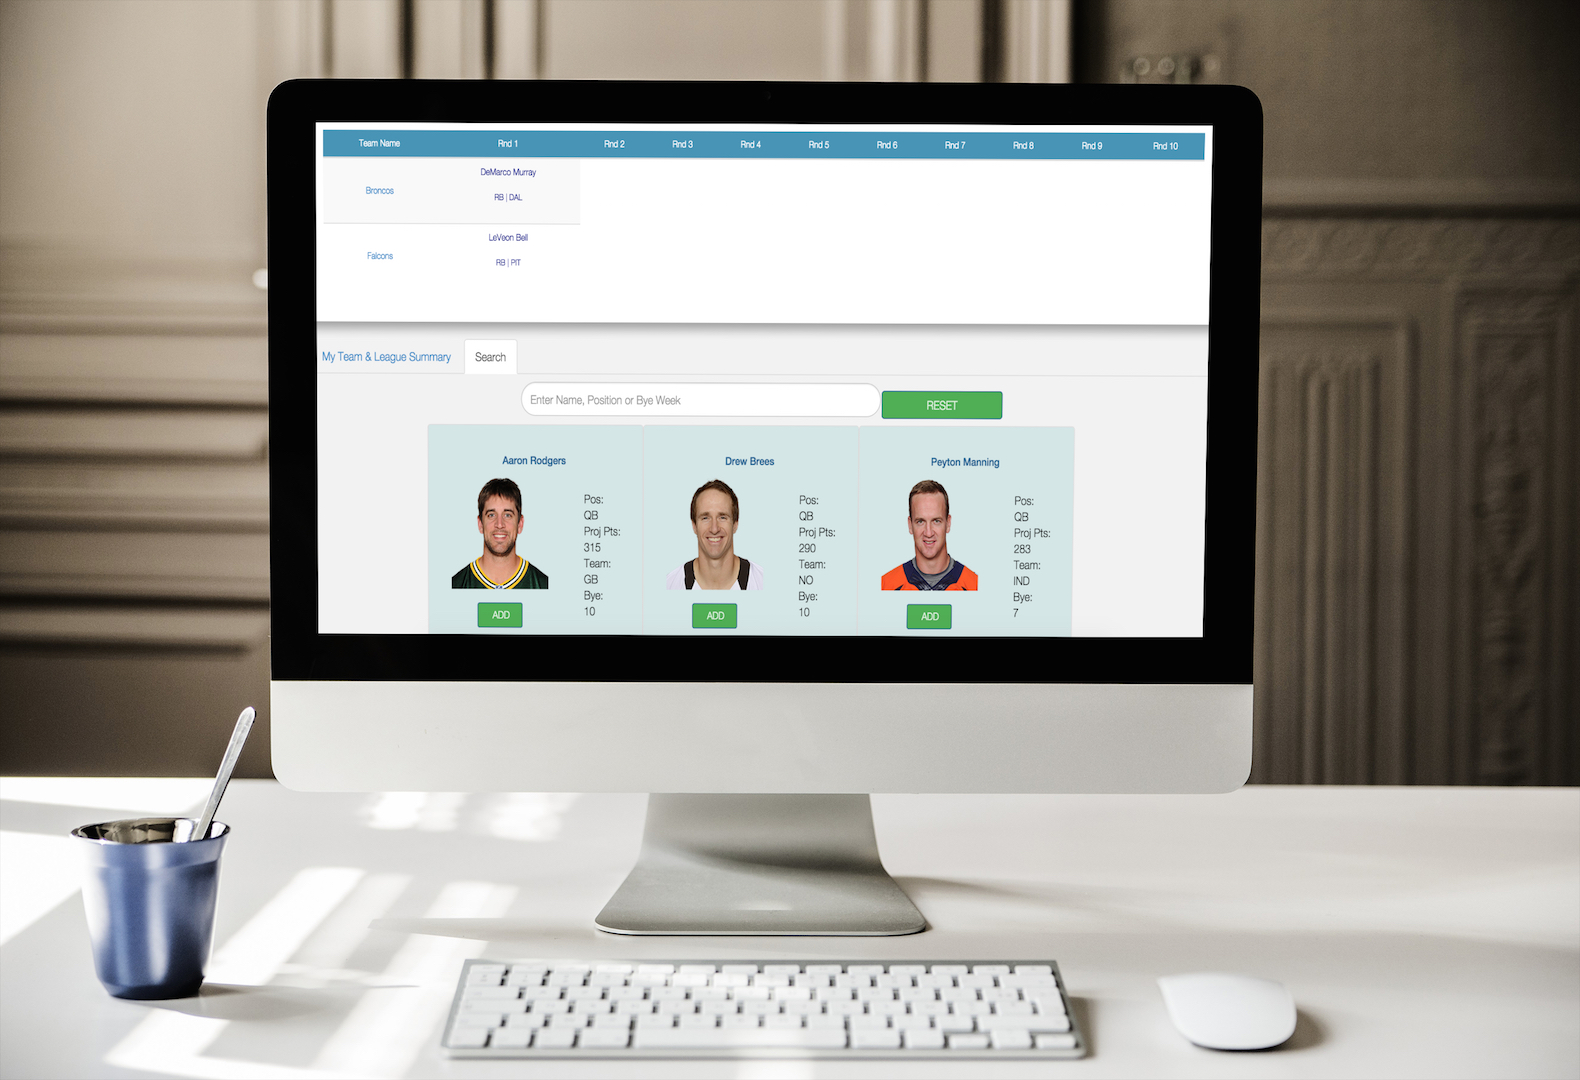 Team Name Rnd 1 Rnd 2 Rnd 3 Rnd 4 Rnd 5 Rnd 6 Rnd 7 Rnd 8 Rnd 9 Rnd 10
DeMarco Murray
Broncos
RB | DAL
LeVeon Bell
Falcons
RB | PIT
My Team & League Summary Search
Enter Name, Position or Bye Week RESET
Aaron Rodgers
Pos:
QB
Proj Pts:
315
Team:
GB
Bye:
10
ADD
Drew Brees
Pos:
QB
Proj Pts:
290
Team:
NO
Bye:
10
ADD
Peyton Manning
Pos:
QB
Proj Pts:
283
Team:
IND
Bye:
7
ADD